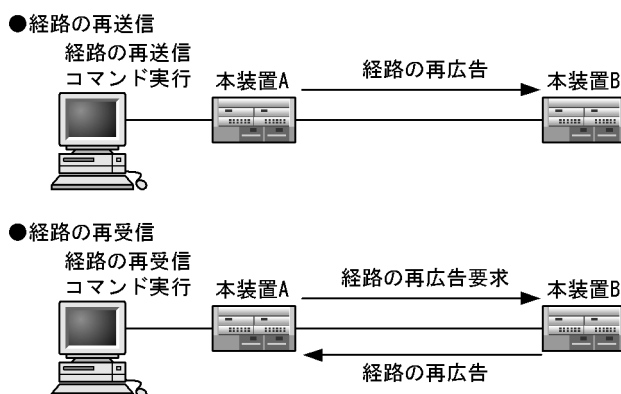 ●経路の再送信
経路の再送信
コマンド実行
本装置A
経路の再広告
本装置B
●経路の再受信
経路の再受信
コマンド実行
本装置A
経路の再広告要求
本装置B
経路の再広告